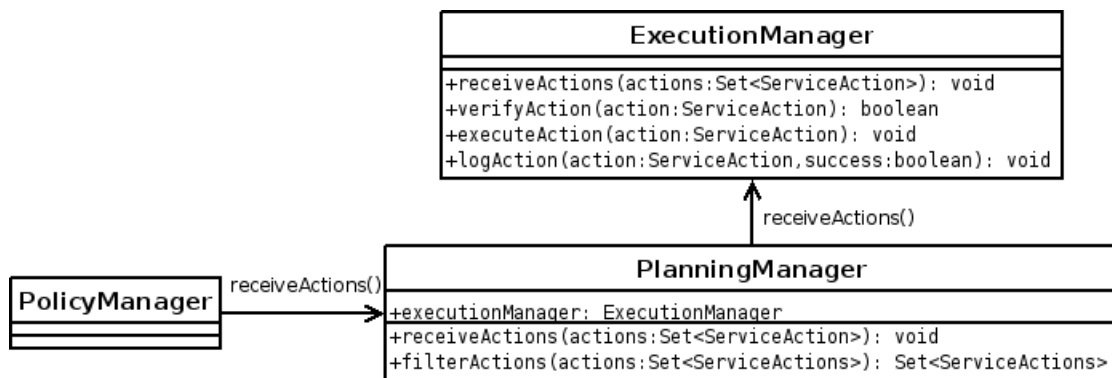 ExecutionManager
+receiveActions(actions:Set<ServiceAction>): void
+verifyAction(action:ServiceAction): boolean
+executeAction(action:ServiceAction): void
+logAction(action:ServiceAction,success:boolean): void
receiveActions()
PolicyManager
receiveActions()
PlanningManager
+executionManager: ExecutionManager
+receiveActions(actions:Set<ServiceAction>): void
+filterActions(actions:Set<ServiceActions>): Set<ServiceActions>